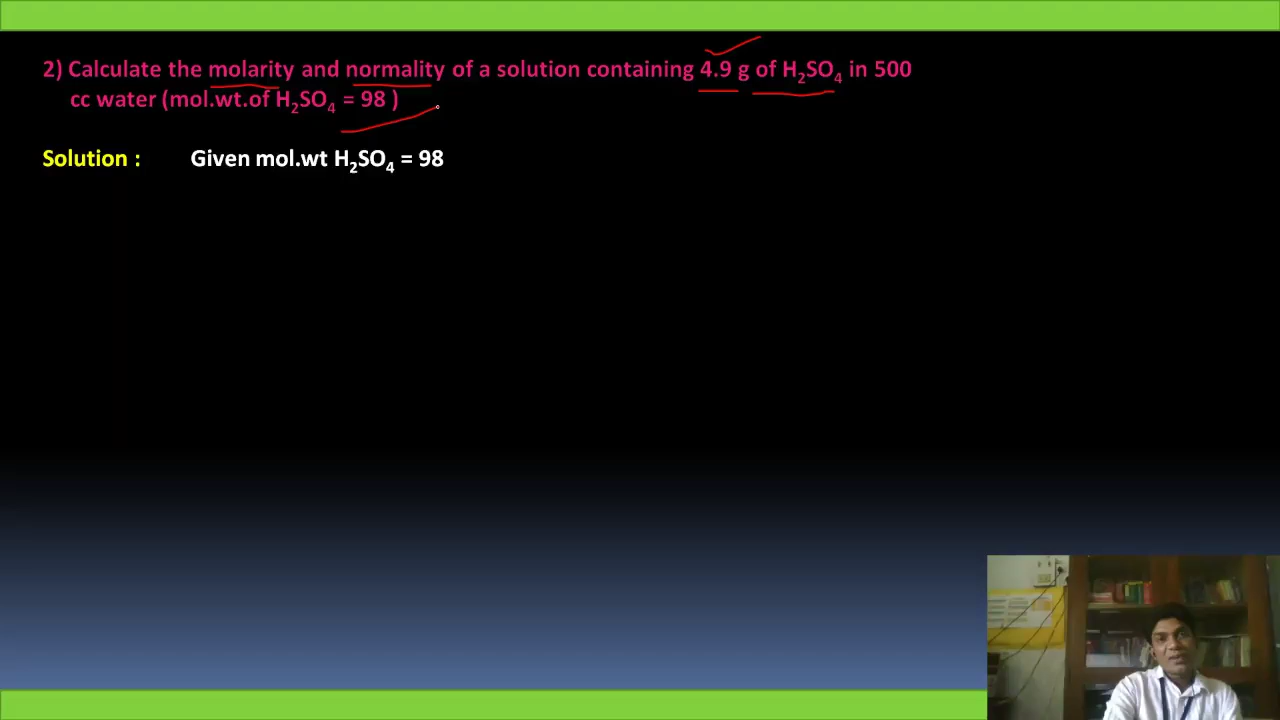 2) Calculate the molarity and normality of a solution containing 4.9 g of H₂SO₄ in 500
cc water (mol.wt.of H₂SO₄ = 98 )
Solution : Given mol.wt H₂SO₄ = 98